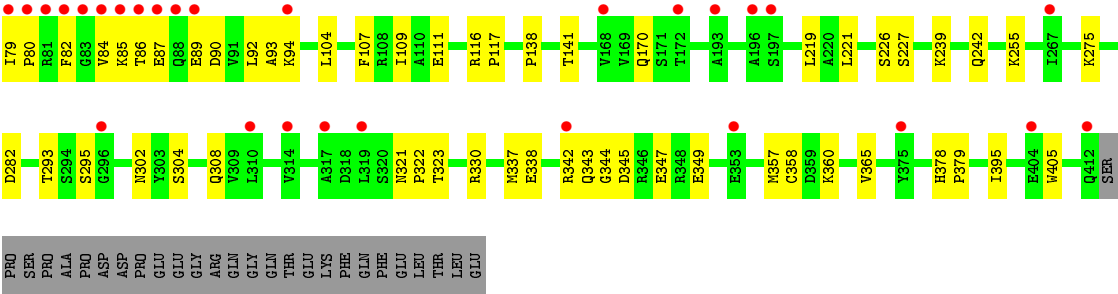 I79 P80 R81 F82 G83 V84 K85 T86 E87 Q88 E89 D90 V91 L92 A93 K94 L104 F107 R108 I109 A110 E111 R116 P117 P138 T141 V168 V169 Q170 S171 T172 A193 A196 S197 L219 A220 L221 S226 S227 K239 Q242 K255 I267 K275
D282 T293 S294 S295 G296 N302 Y303 S304 Q308 V309 L310 V314 A317 D318 L319 S320 N321 P322 T323 R330 M337 E338 R342 Q343 G344 D345 R346 E347 R348 E349 E353 M357 C358 D359 K360 V365 Y375 H378 P379 I395 E404 W405 Q412 SER
PRO SER PRO ALA PRO ASP ASP PRO GLU GLU GLY ARG GLN GLY GLN THR GLU LYS PHE GLN PHE GLU LEU THR LEU GLU